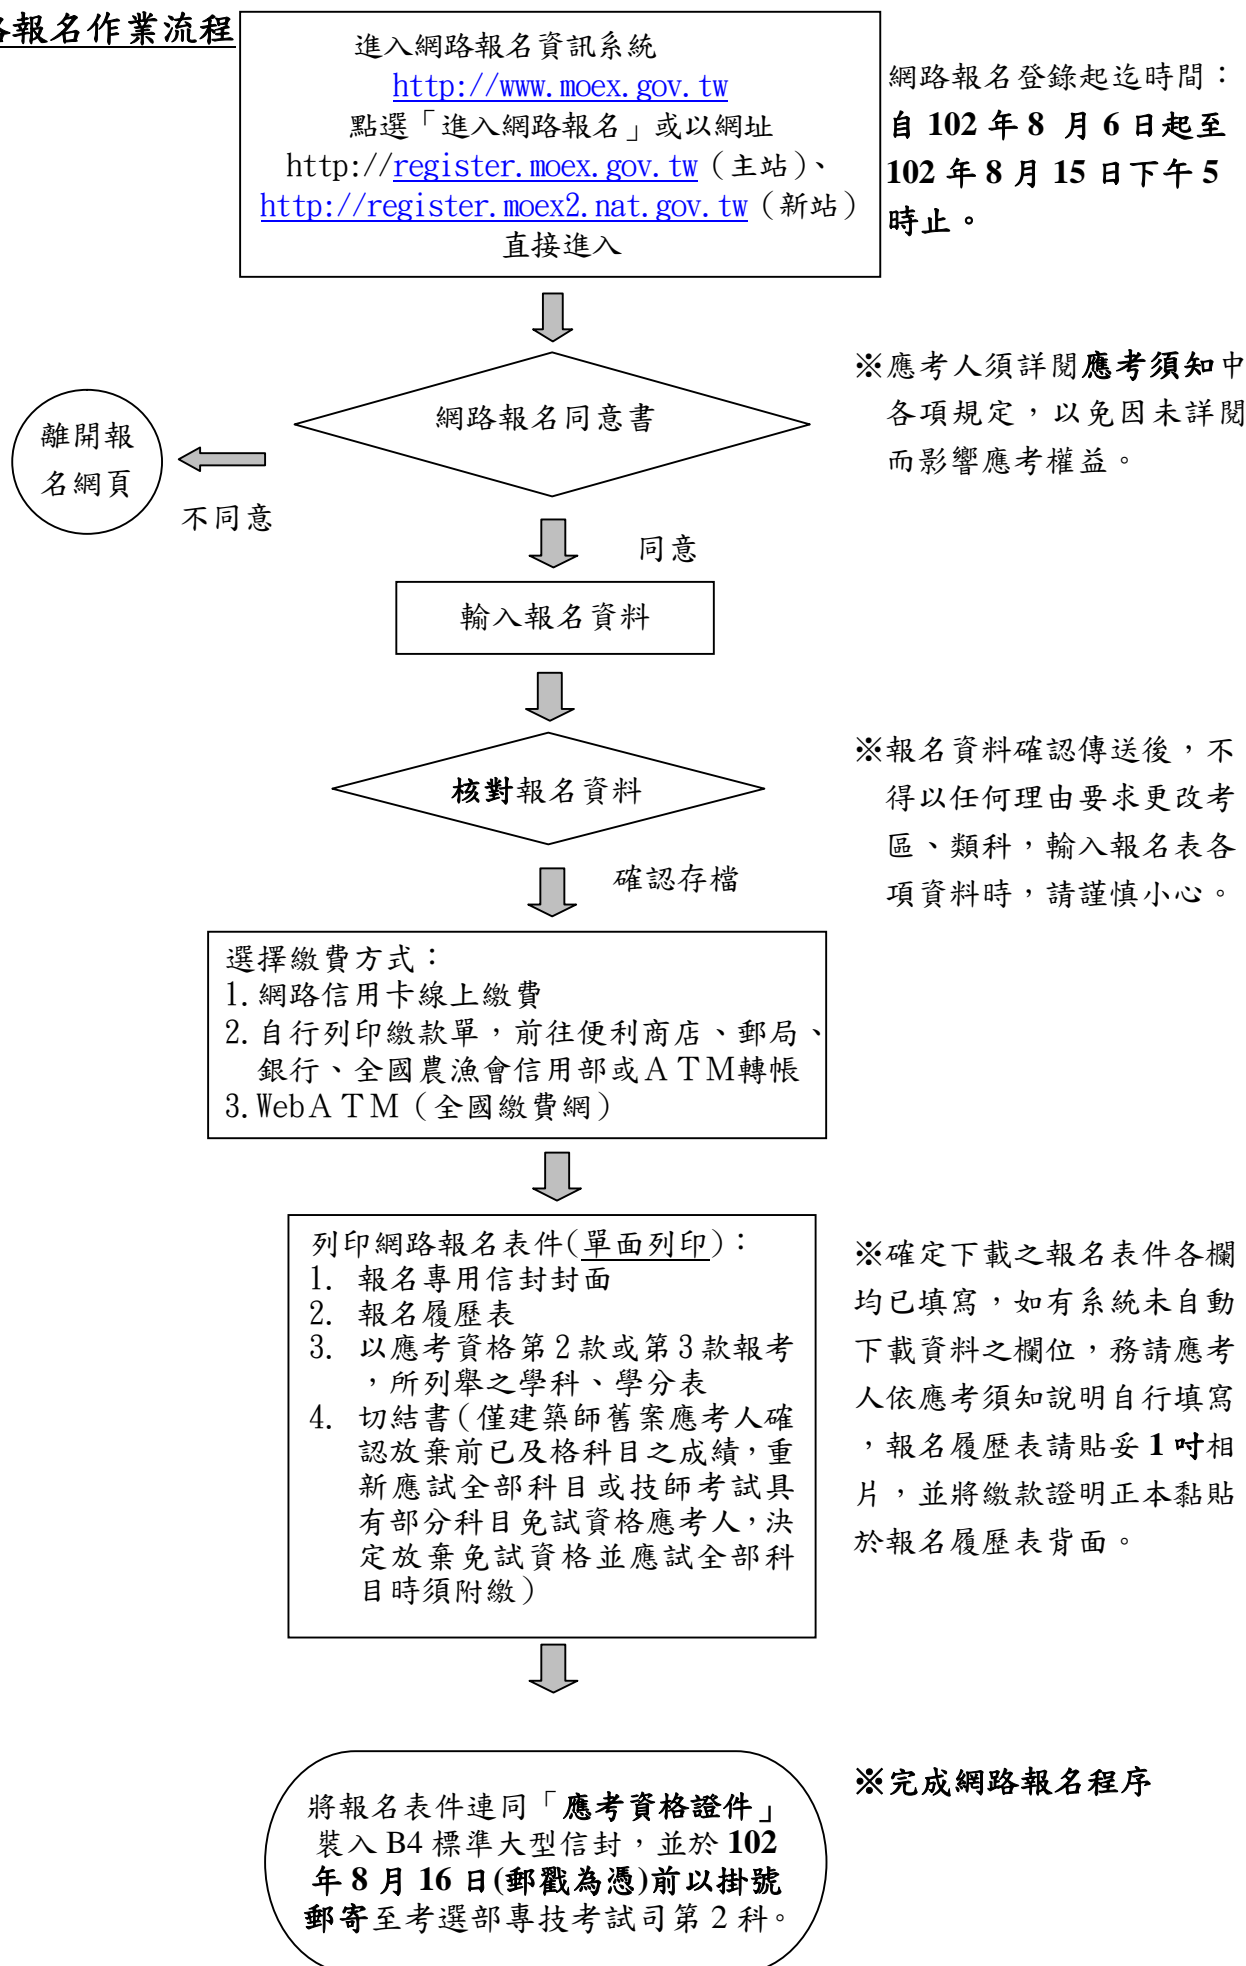 路報名作業流程
進入網路報名資訊系統
http://www.moex.gov.tw
點選「進入網路報名」或以網址
http://register.moex.gov.tw（主站）、
http://register.moex2.nat.gov.tw（新站）
直接進入
網路報名登錄起迄時間：
自 102 年 8 月 6 日起至
102 年 8 月 15 日下午 5
時止。
網路報名同意書
※應考人須詳閱應考須知中
各項規定，以免因未詳閱
而影響應考權益。
離開報
名網頁
不同意
同意
輸入報名資料
核對報名資料
※報名資料確認傳送後，不
得以任何理由要求更改考
區、類科，輸入報名表各
項資料時，請謹慎小心。
確認存檔
選擇繳費方式：
1.網路信用卡線上繳費
2.自行列印繳款單，前往便利商店、郵局、
銀行、全國農漁會信用部或ＡＴＭ轉帳
3.WebＡＴＭ（全國繳費網）
列印網路報名表件(單面列印)：
1. 報名專用信封封面
2. 報名履歷表
3. 以應考資格第２款或第３款報考
，所列舉之學科、學分表
4. 切結書（僅建築師舊案應考人確
認放棄前已及格科目之成績，重
新應試全部科目或技師考試具
有部分科目免試資格應考人，決
定放棄免試資格並應試全部科
目時須附繳）
※確定下載之報名表件各欄
均已填寫，如有系統未自動
下載資料之欄位，務請應考
人依應考須知說明自行填寫
，報名履歷表請貼妥 1 吋相
片，並將繳款證明正本黏貼
於報名履歷表背面。
將報名表件連同「應考資格證件」
裝入 B4 標準大型信封，並於 102
年 8 月 16 日(郵戳為憑)前以掛號
郵寄至考選部專技考試司第 2 科。
※完成網路報名程序